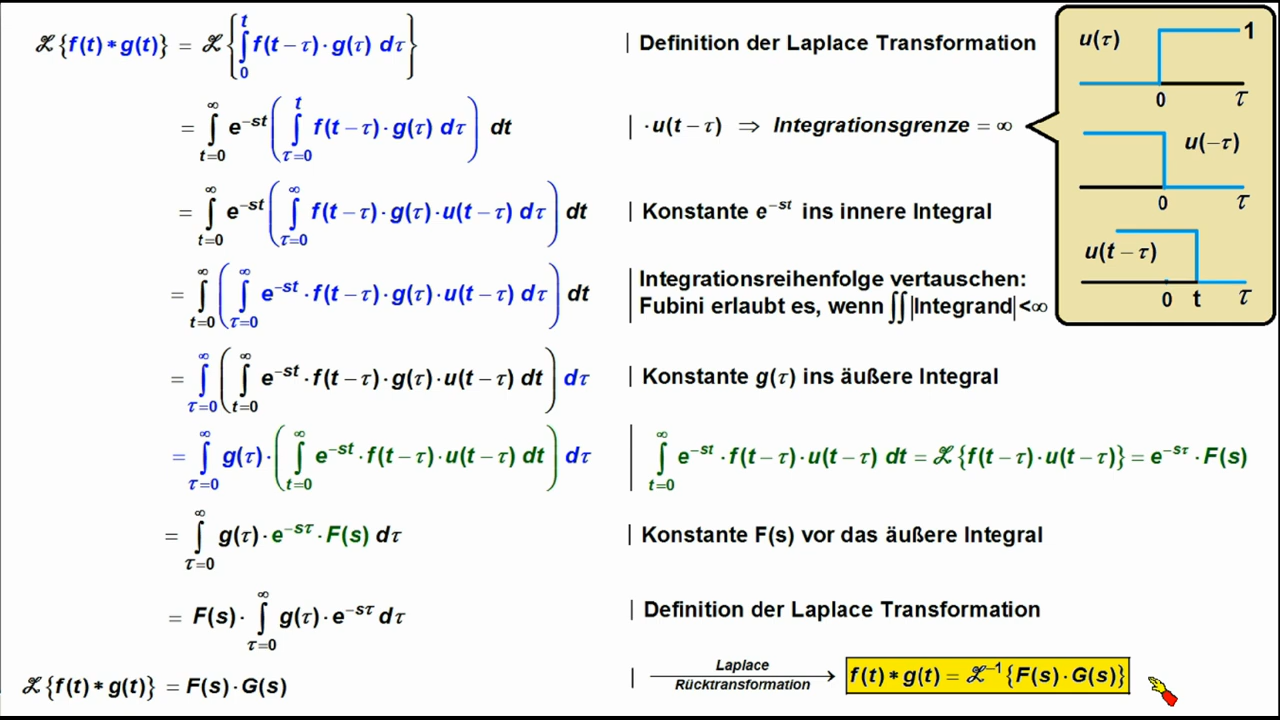 ℒ{f(t)∗g(t)} = ℒ{∫₀ᵗ f(t−τ)·g(τ) dτ} | Definition der Laplace Transformation
= ∫_{t=0}^{∞} e^{−st} ( ∫_{τ=0}^{t} f(t−τ)·g(τ) dτ ) dt | ·u(t−τ) ⇒ Integrationsgrenze = ∞
= ∫_{t=0}^{∞} e^{−st} ( ∫_{τ=0}^{∞} f(t−τ)·g(τ)·u(t−τ) dτ ) dt | Konstante e^{−st} ins innere Integral
= ∫_{t=0}^{∞} ( ∫_{τ=0}^{∞} e^{−st}·f(t−τ)·g(τ)·u(t−τ) dτ ) dt | Integrationsreihenfolge vertauschen:
Fubini erlaubt es, wenn ∬|Integrand|<∞
= ∫_{τ=0}^{∞} ( ∫_{t=0}^{∞} e^{−st}·f(t−τ)·g(τ)·u(t−τ) dt ) dτ | Konstante g(τ) ins äußere Integral
= ∫_{τ=0}^{∞} g(τ)·( ∫_{t=0}^{∞} e^{−st}·f(t−τ)·u(t−τ) dt ) dτ | ∫_{t=0}^{∞} e^{−st}·f(t−τ)·u(t−τ) dt = ℒ{f(t−τ)·u(t−τ)} = e^{−sτ}·F(s)
= ∫_{τ=0}^{∞} g(τ)·e^{−sτ}·F(s) dτ | Konstante F(s) vor das äußere Integral
= F(s)· ∫_{τ=0}^{∞} g(τ)·e^{−sτ} dτ | Definition der Laplace Transformation
ℒ{f(t)∗g(t)} = F(s)·G(s) | Laplace
Rücktransformation → f(t)∗g(t) = ℒ^{−1}{F(s)·G(s)}
u(τ) 1
0 τ
u(−τ)
0 τ
u(t−τ)
0 t τ